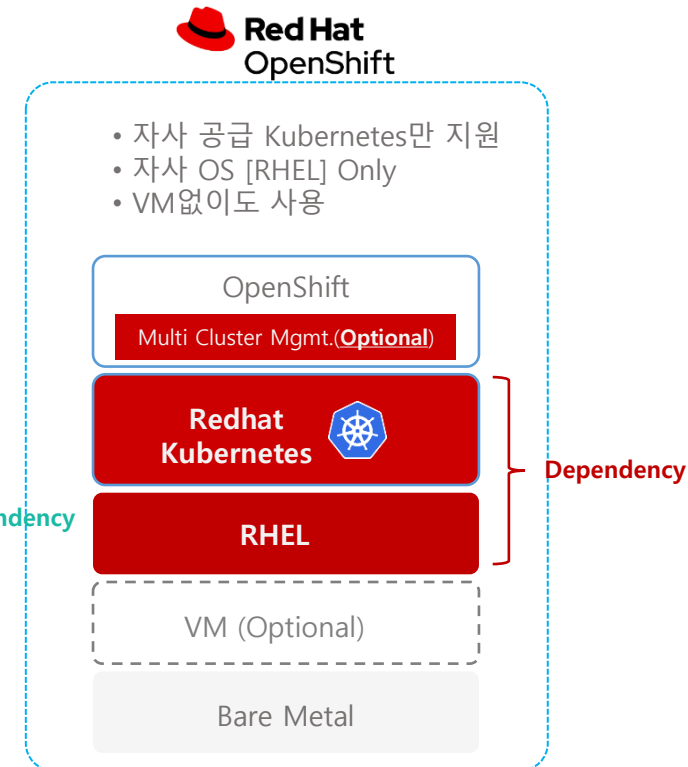 Red Hat
OpenShift
• 자사 공급 Kubernetes만 지원
• 자사 OS [RHEL] Only
• VM없이도 사용
OpenShift
Multi Cluster Mgmt.(Optional)
Redhat
Kubernetes
Dependency
ndency
RHEL
VM (Optional)
Bare Metal